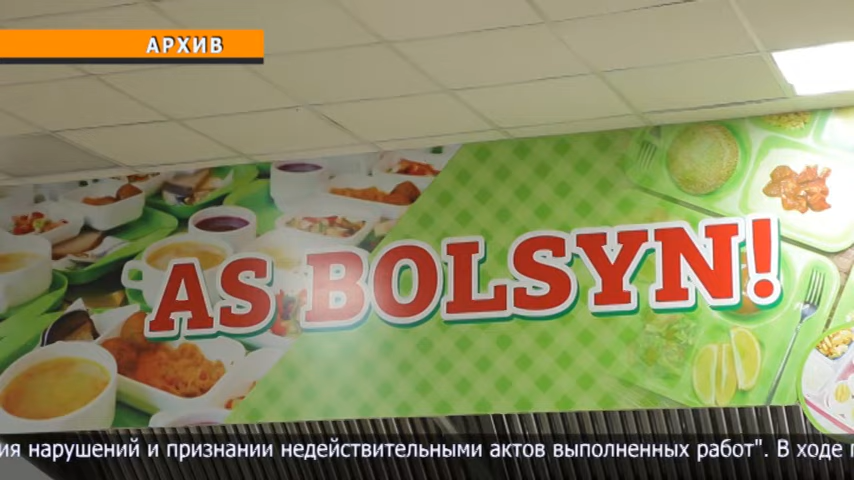 АРХИВ
AS BOLSYN!
ия нарушений и признании недействительными актов выполненных работ". В ходе